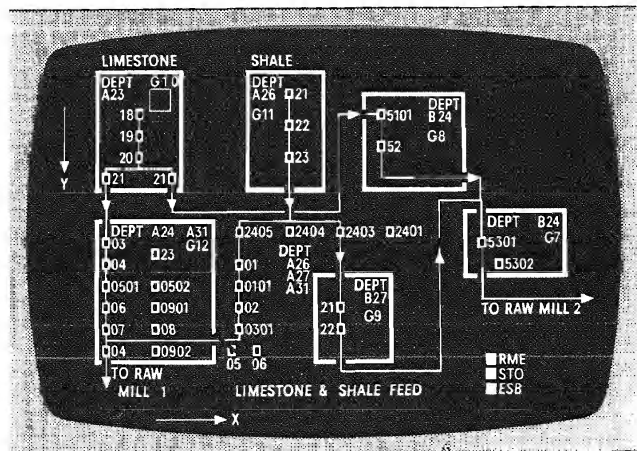 LIMESTONE
SHALE
DEPT G10
A23
18
19
20
21 21
DEPT
A26
G11
21
22
23
5101 DEPT
B24
G8
52
Y
DEPT A24 A31
G12
03
23
04
0501 0502
06 0901
07 08
04 0902
2405 2404 2403 2401
DEPT
A26
A27
A31
01
0101
02
0301
05 06
DEPT
B27
G9
21
22
DEPT B24
G7
5301
5302
TO RAW MILL 2
TO RAW
MILL 1
LIMESTONE & SHALE FEED
RME
STO
ESB
X